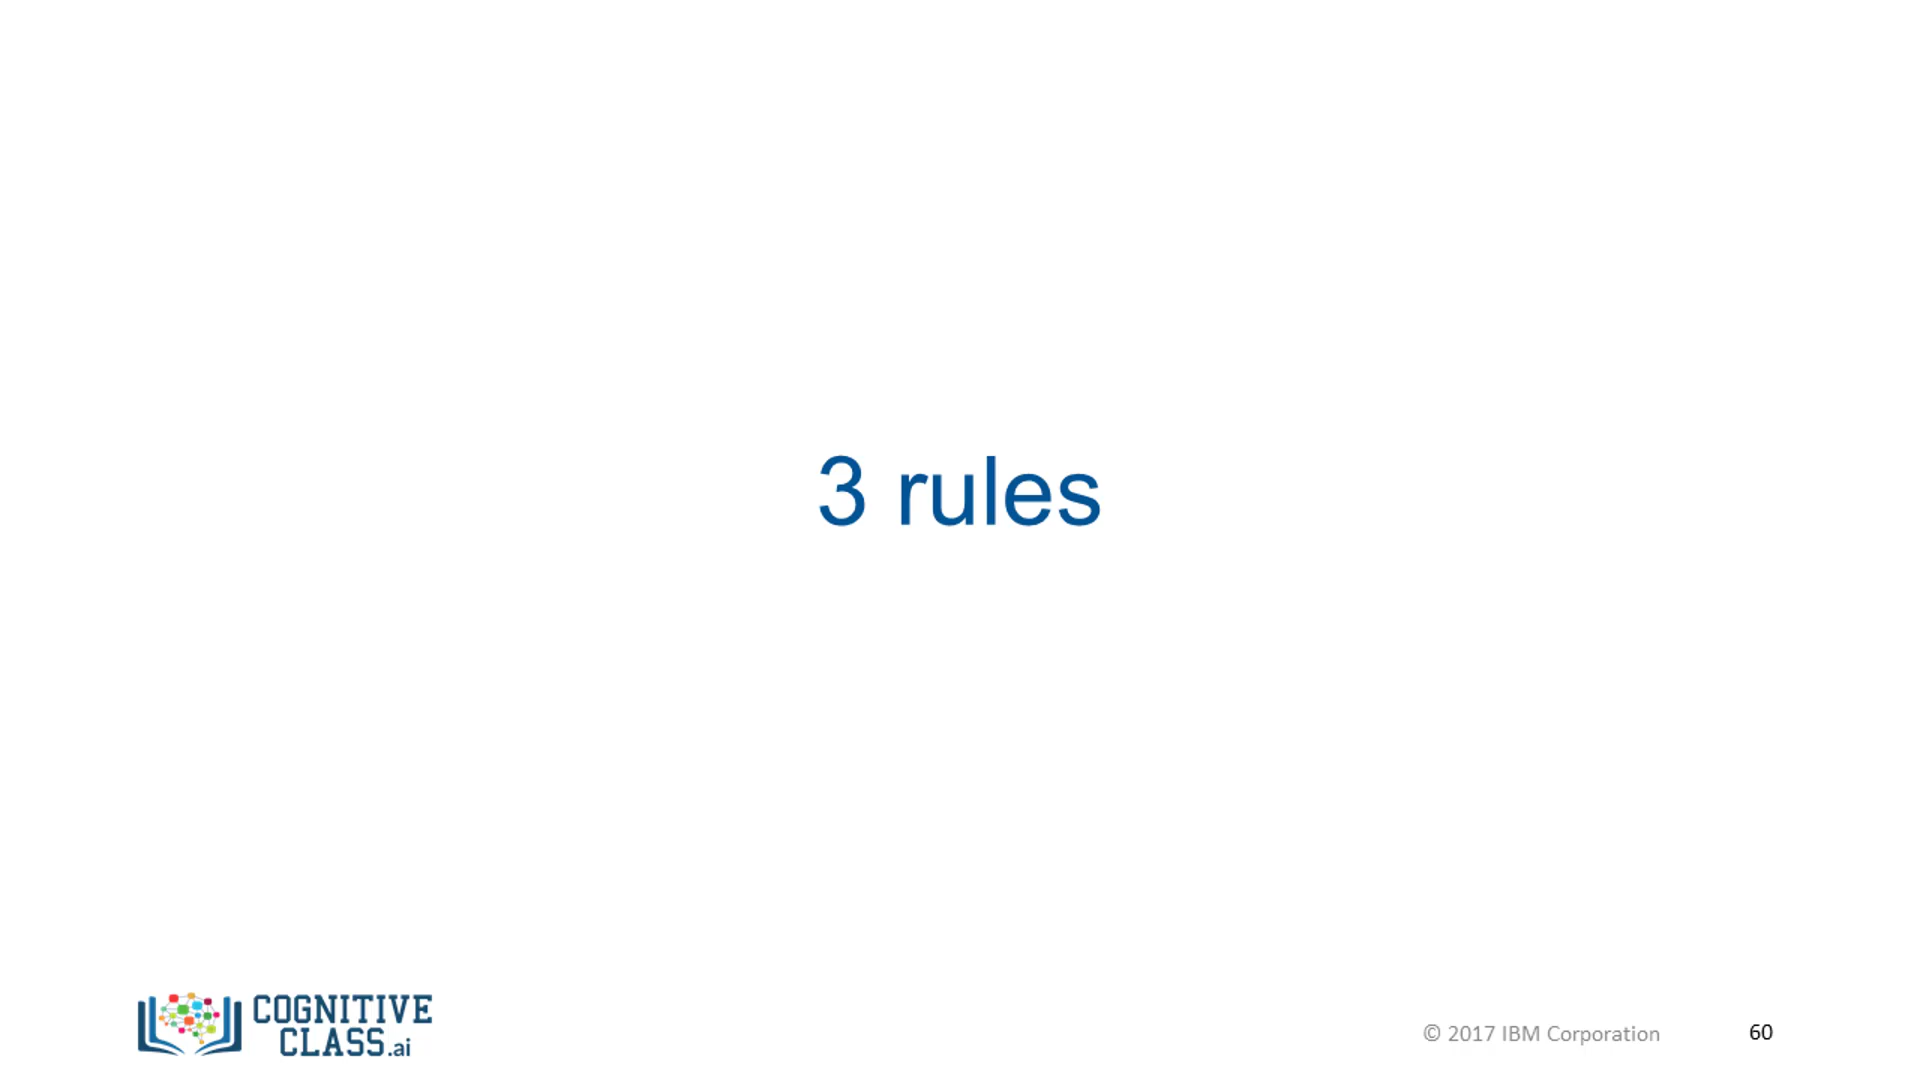 3 rules
COGNITIVE
CLASS.ai
© 2017 IBM Corporation
60